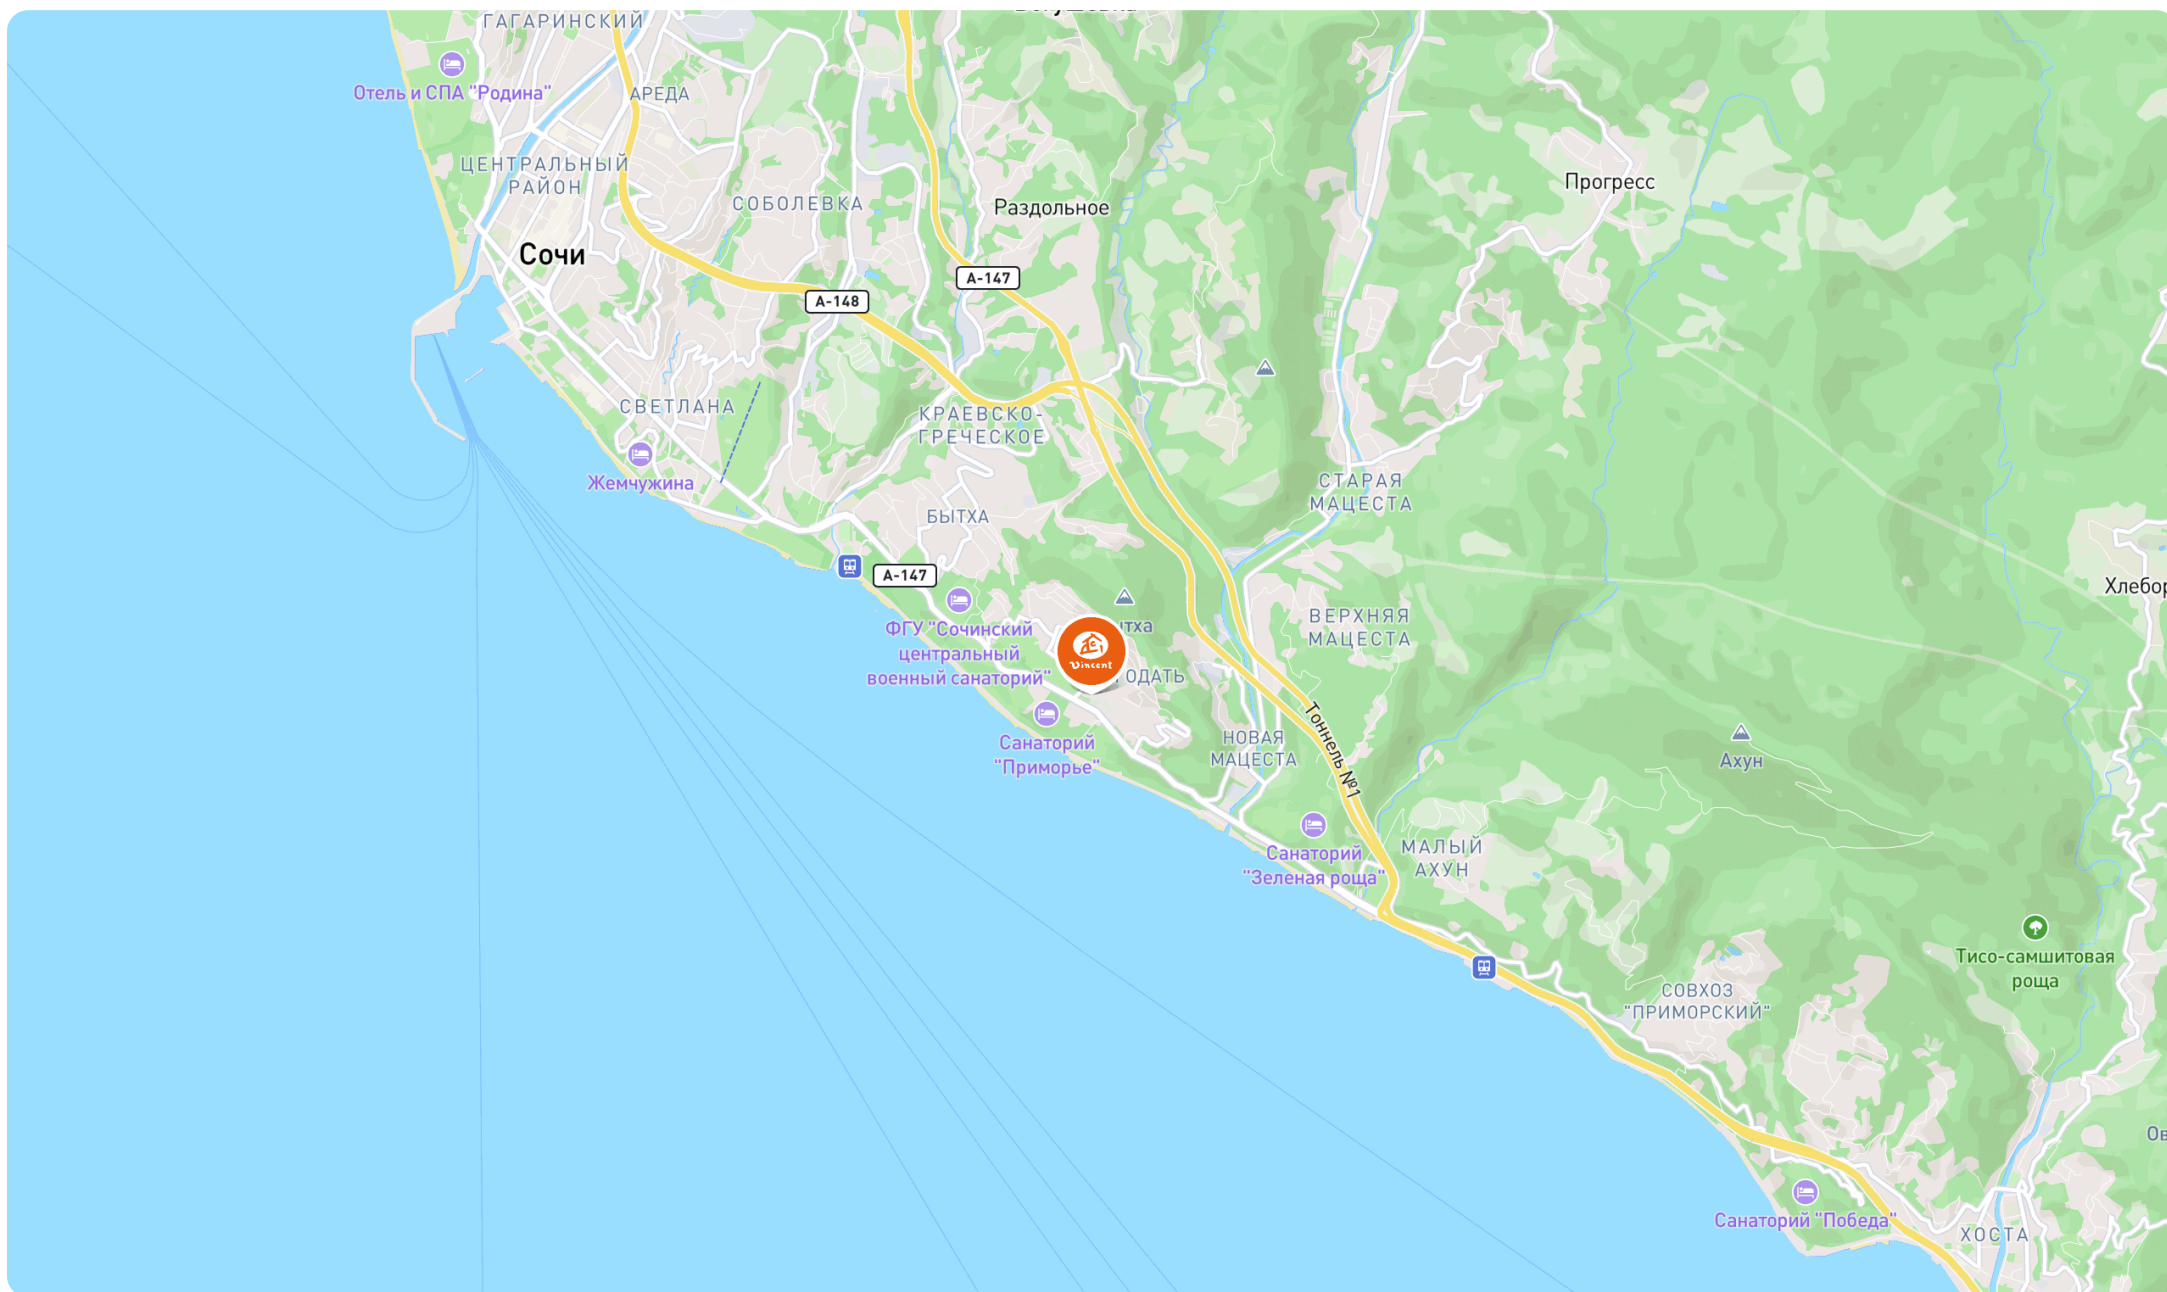 ГАГАРИНСКИЙ
Отель и СПА "Родина"
АРЕДА
ЦЕНТРАЛЬНЫЙ
РАЙОН
СОБОЛЕВКА
Раздольное
Прогресс
Сочи
А-147
А-148
СВЕТЛАНА
КРАЕВСКО-
ГРЕЧЕСКОЕ
Жемчужина
СТАРАЯ
МАЦЕСТА
БЫТХА
А-147
Хлебор
ВЕРХНЯЯ
МАЦЕСТА
ФГУ "Сочинский
центральный
военный санаторий"
тха
Vincent
ОДАТЬ
Санаторий
"Приморье"
НОВАЯ
МАЦЕСТА
Тоннель №1
Ахун
Санаторий
"Зеленая роща"
МАЛЫЙ
АХУН
Тисо-самшитовая
роща
СОВХОЗ
"ПРИМОРСКИЙ"
Ов
Санаторий "Победа"
ХОСТА